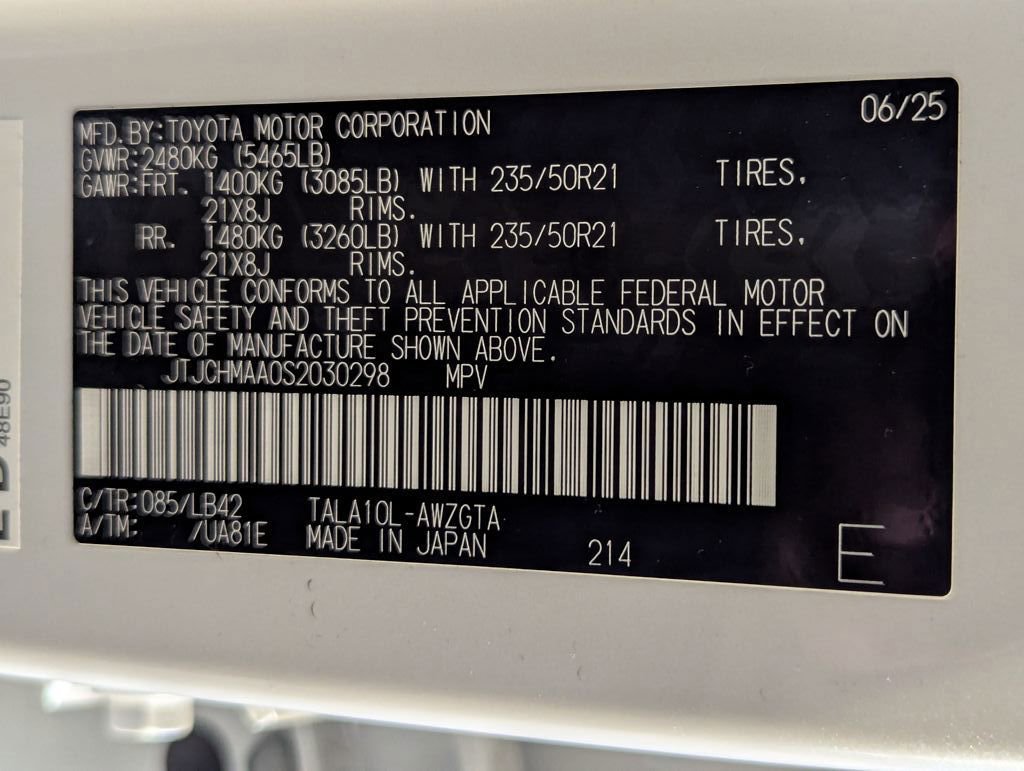 06/25
MFD.BY:TOYOTA MOTOR CORPORATION
GVWR:2480KG (5465LB)
GAWR:FRT. 1400KG (3085LB) WITH 235/50R21 TIRES,
21X8J RIMS.
RR. 1480KG (3260LB) WITH 235/50R21 TIRES,
21X8J RIMS.
THIS VEHICLE CONFORMS TO ALL APPLICABLE FEDERAL MOTOR
VEHICLE SAFETY AND THEFT PREVENTION STANDARDS IN EFFECT ON
THE DATE OF MANUFACTURE SHOWN ABOVE.
JTJCHMAA0S2030298 MPV
C/TR:085/LB42 TALA10L-AWZGTA
A/TM: /UA81E MADE IN JAPAN 214
E
48E90